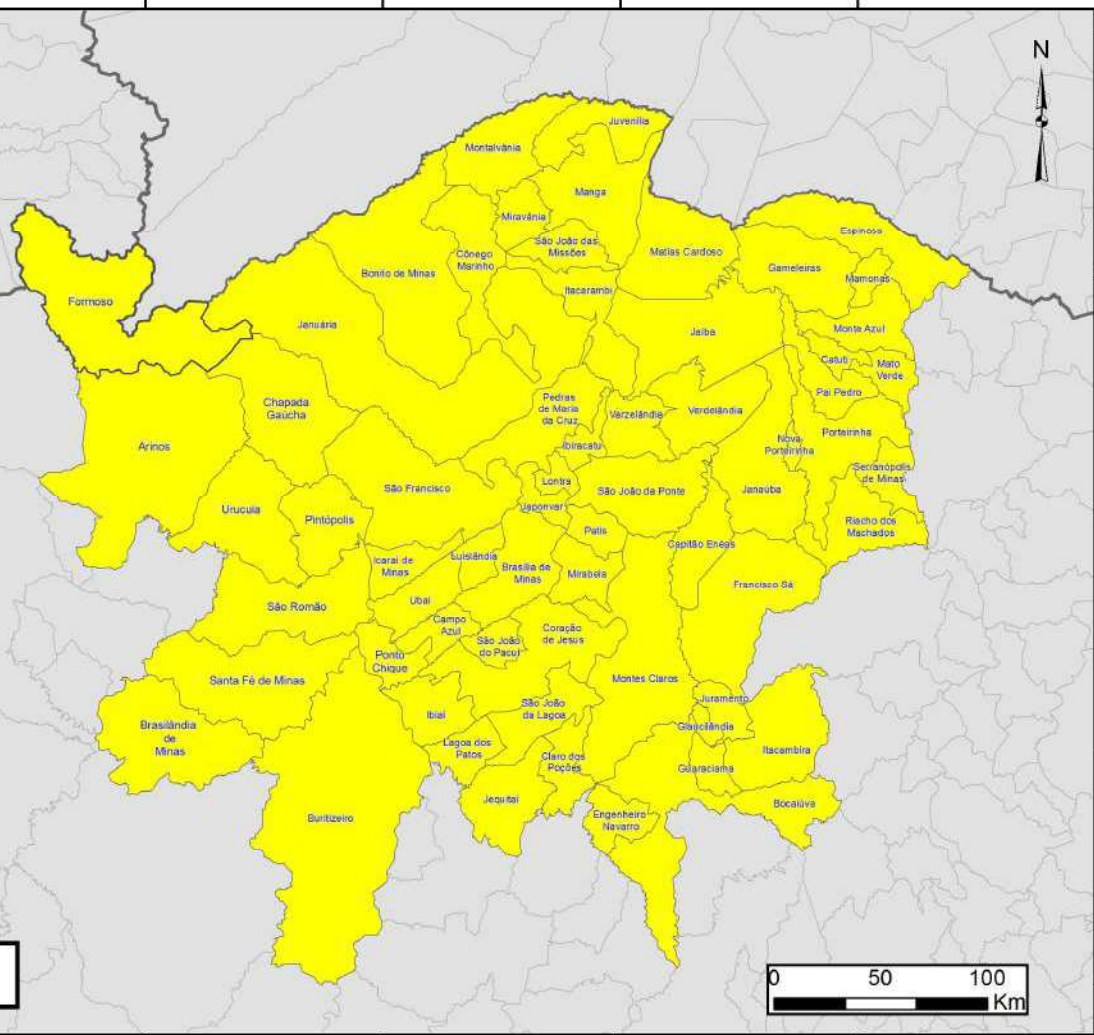 N
Juvenília
Montalvânia
Manga
Miravânia
Espinosa
São João das
Missões
Matias Cardoso
Cônego
Marinho
Gameleiras
Bonito de Minas
Mamonas
Itacarambi
Formoso
Januária
Jaíba
Monte Azul
Catuti
Mato
Verde
Pai Pedro
Chapada
Gaúcha
Pedras
de Maria
da Cruz
Varzelândia
Verdelândia
Porteirinha
Nova
Porteirinha
Arinos
Ibiracatu
Serranópolis
de Minas
Lontra
São Francisco
São João da Ponte
Janaúba
Japonvar
Urucuia
Pintópolis
Riacho dos
Machados
Patis
Capitão Enéas
Luislândia
Icaraí de
Minas
Brasília de
Minas
Mirabela
Francisco Sá
Ubaí
São Romão
Campo
Azul
Coração
de Jesus
São João
do Pacuí
Ponto
Chique
Santa Fé de Minas
Montes Claros
Juramento
São João
da Lagoa
Ibiaí
Glaucilândia
Brasilândia
de
Minas
Lagoa dos
Patos
Itacambira
Claro dos
Poções
Guaraciama
Jequitaí
Bocaiúva
Buritizeiro
Engenheiro
Navarro
0 50 100
Km